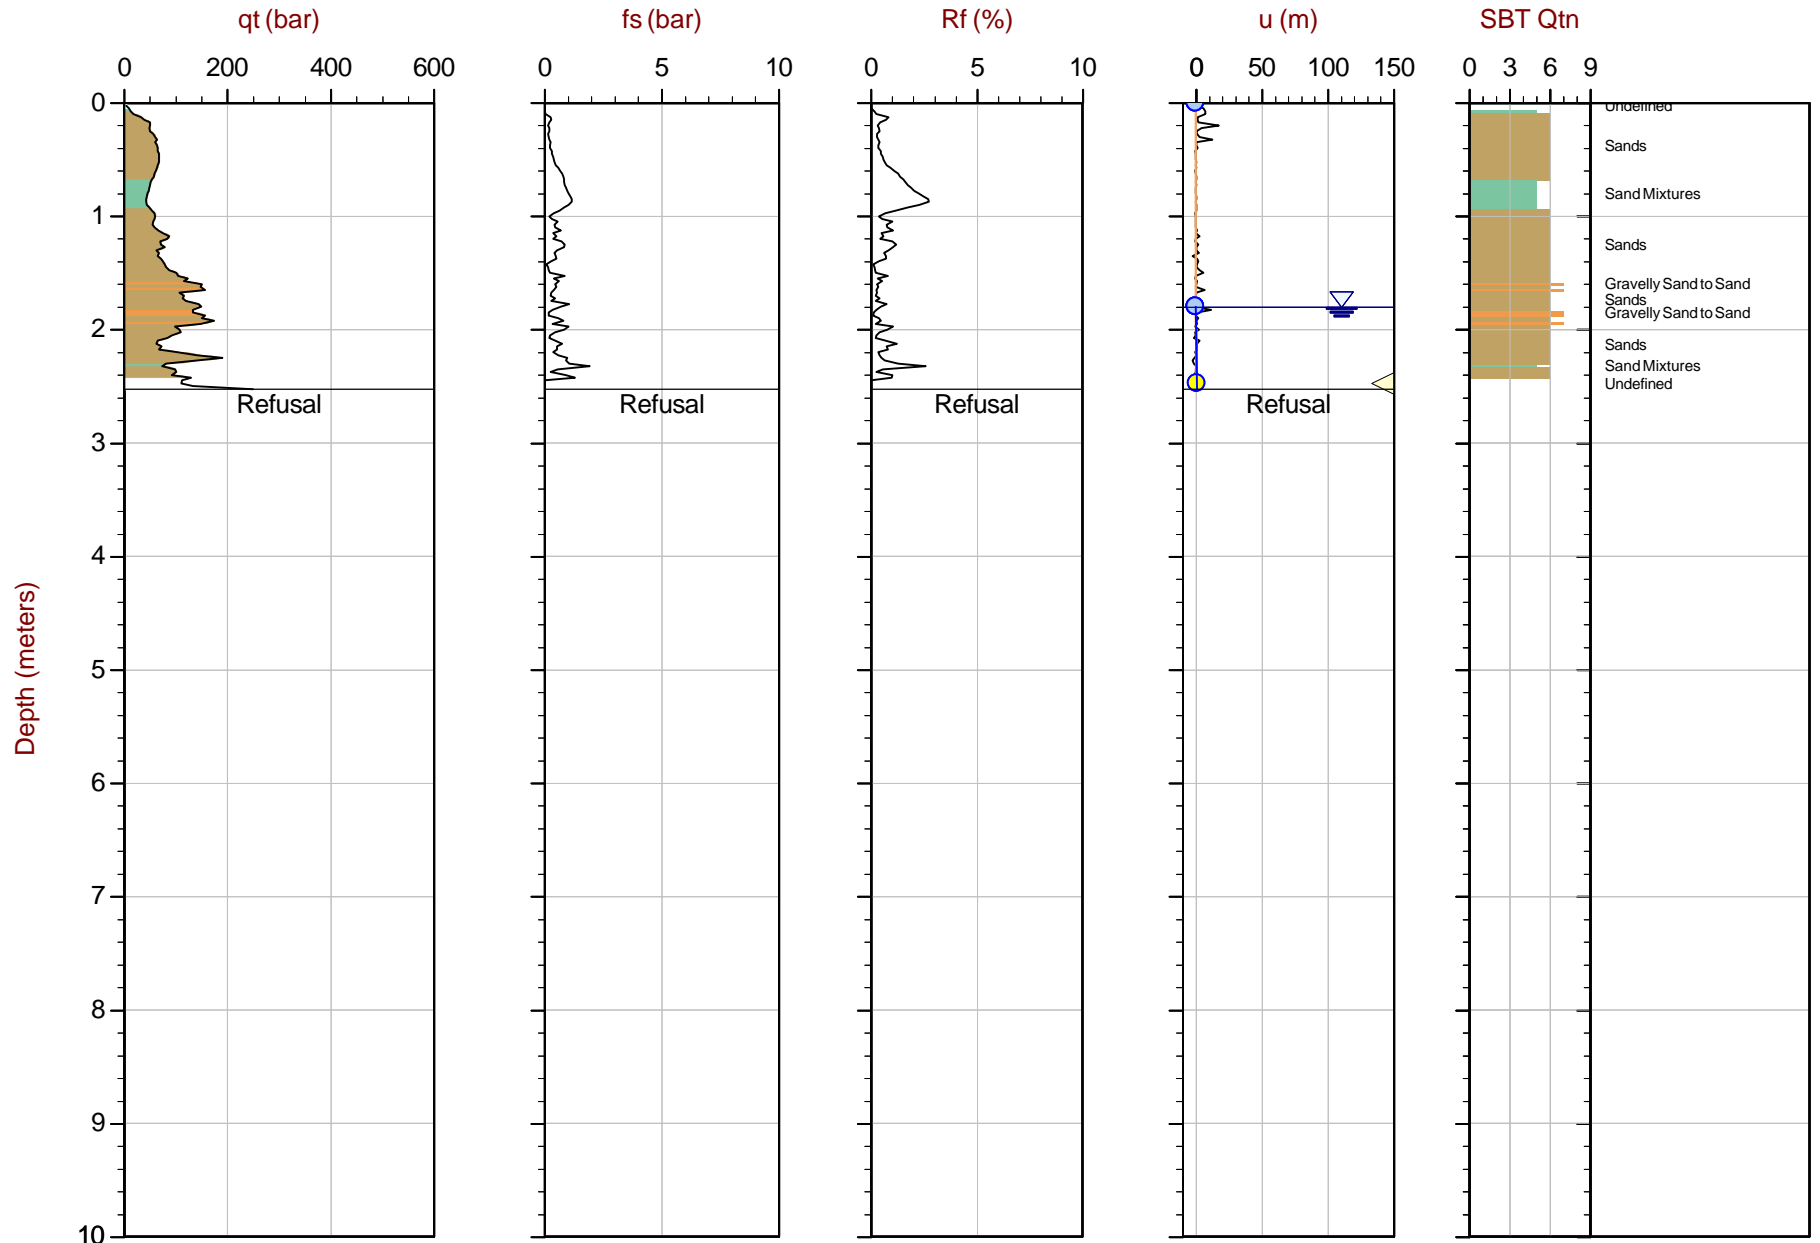 qt (bar) fs (bar) Rf (%) u (m) SBT Qtn
0 200 400 600 0 5 10 0 5 10 0 50 100 150 0 3 6 9
0
Undefined
Sands
Sand Mixtures
1
Sands
Gravelly Sand to Sand
Sands
Gravelly Sand to Sand
2
Sands
Sand Mixtures
Undefined
Refusal Refusal Refusal Refusal
3
4
5
Depth (meters)
6
7
8
9
10